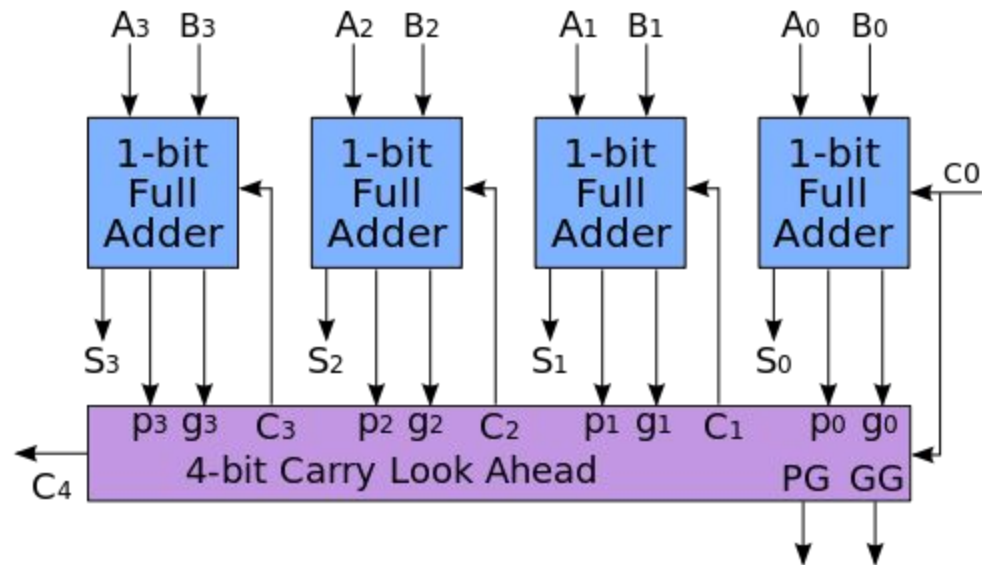 A3 B3 A2 B2 A1 B1 A0 B0
1-bit Full Adder
1-bit Full Adder
1-bit Full Adder
1-bit Full Adder
C0
S3 S2 S1 S0
p3 g3 C3 p2 g2 C2 p1 g1 C1 p0 g0
4-bit Carry Look Ahead
PG GG
C4